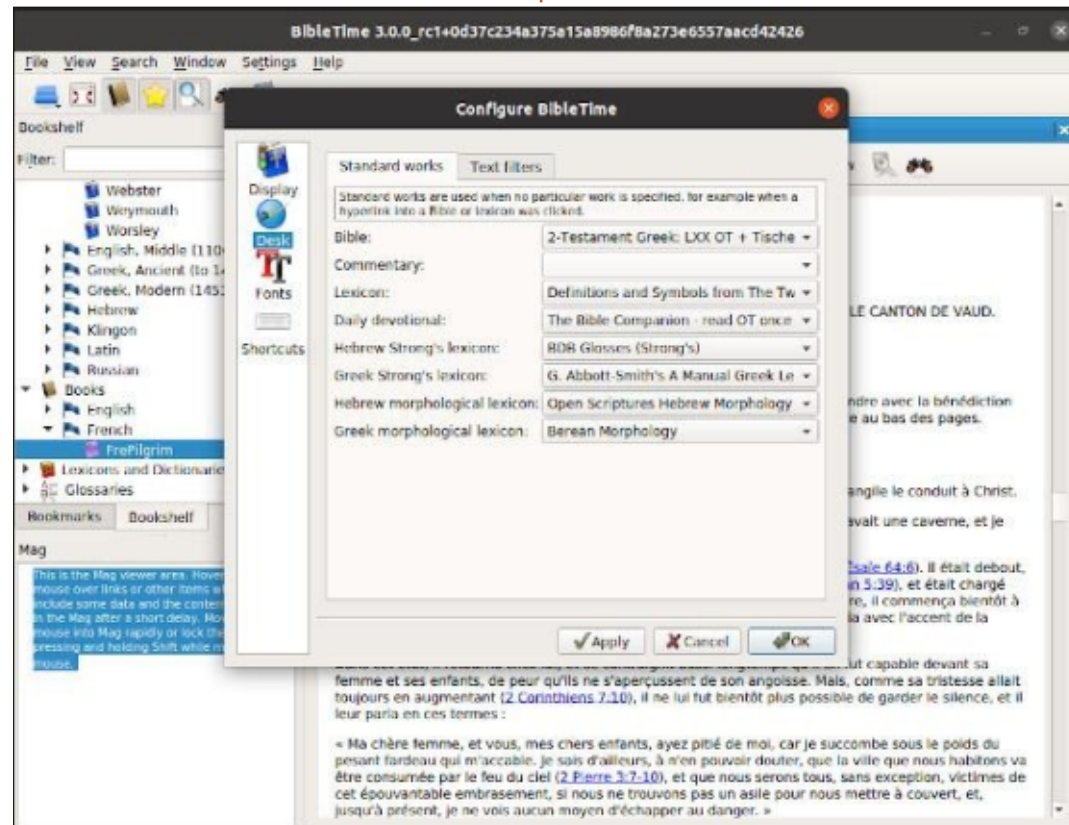 BibleTime 3.0.0_rc1+0d37c234a375a15a8986f8a273e6557aacd42426
File View Search Window Settings Help
Bookshelf
Filter:
Webster
Weymouth
Worsley
English, Middle (110
Greek, Ancient (to 1
Greek, Modern (145
Hebrew
Klingon
Latin
Russian
Books
English
French
FrePilgrim
Lexicons and Dictionarie
Glossaries
Bookmarks Bookshelf
Mag
This is the Mag viewer area. Hover
mouse over links or other items w
include some data and the conten
in the Mag after a short delay. Mov
mouse into Mag rapidly or lock the
pressing and holding Shift while m
mouse.
Configure BibleTime
Display
Desk
Fonts
Shortcuts
Standard works Text filters
Standard works are used when no particular work is specified, for example when a
hyperlink into a Bible or lexicon was clicked.
Bible: 2-Testament Greek: LXX OT + Tische
Commentary:
Lexicon: Definitions and Symbols from The Tw
Daily devotional: The Bible Companion - read OT once
Hebrew Strong's lexicon: BDB Glosses (Strong's)
Greek Strong's lexicon: G. Abbott-Smith's A Manual Greek Le
Hebrew morphological lexicon: Open Scriptures Hebrew Morphology
Greek morphological lexicon: Berean Morphology
Apply Cancel OK
LE CANTON DE VAUD.
ndre avec la bénédiction
e au bas des pages.
angile le conduit à Christ.
avait une caverne, et je
Esaïe 64:6). Il était debout,
n 5:39), et était chargé
re, il commença bientôt à
la avec l'accent de la
ut capable devant sa
femme et ses enfants, de peur qu'ils ne s'aperçussent de son angoisse. Mais, comme sa tristesse allait
toujours en augmentant (2 Corinthiens 7:10), il ne lui fut bientôt plus possible de garder le silence, et il
leur parla en ces termes :
« Ma chère femme, et vous, mes chers enfants, ayez pitié de moi, car je succombe sous le poids du
pesant fardeau qui m'accable. Je sais d'ailleurs, à n'en pouvoir douter, que la ville que nous habitons va
être consumée par le feu du ciel (2 Pierre 3:7-10), et que nous serons tous, sans exception, victimes de
cet épouvantable embrasement, si nous ne trouvons pas un asile pour nous mettre à couvert, et,
jusqu'à présent, je ne vois aucun moyen d'échapper au danger. »